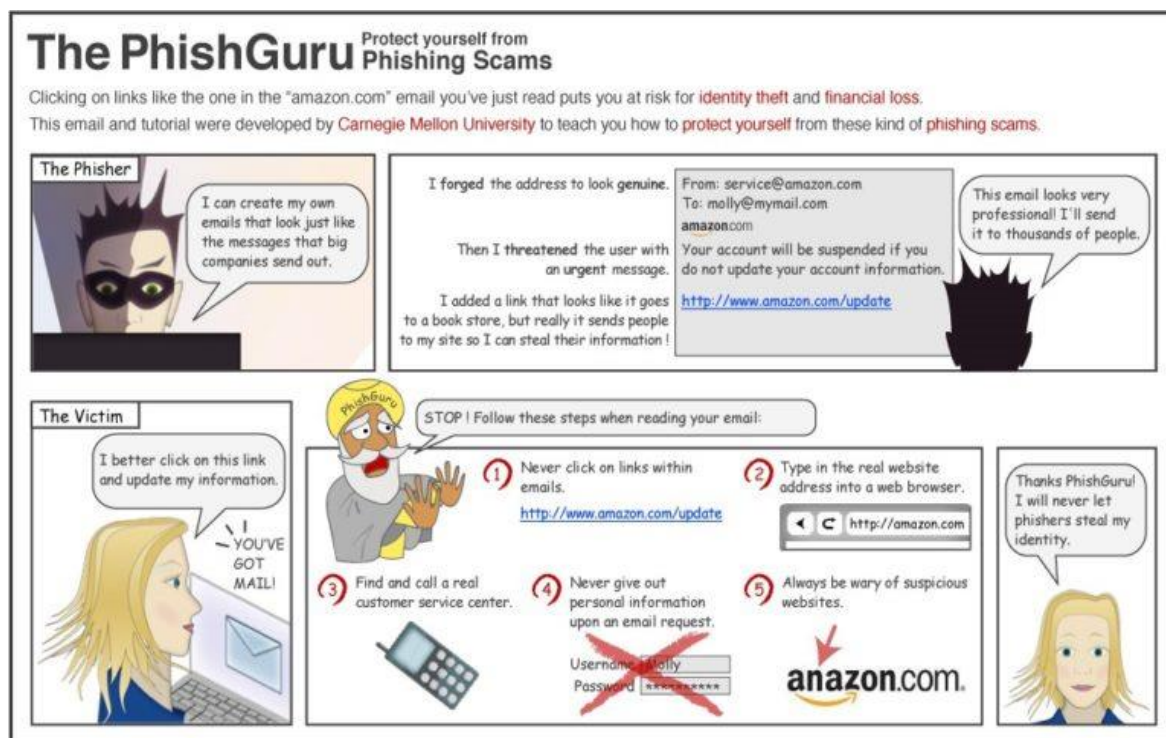 The PhishGuru Protect yourself from
Phishing Scams
Clicking on links like the one in the “amazon.com” email you've just read puts you at risk for identity theft and financial loss.
This email and tutorial were developed by Carnegie Mellon University to teach you how to protect yourself from these kind of phishing scams.
The Phisher
I can create my own
emails that look just like
the messages that big
companies send out.
I forged the address to look genuine.
Then I threatened the user with
an urgent message.
I added a link that looks like it goes
to a book store, but really it sends people
to my site so I can steal their information !
From: service@amazon.com
To: molly@mymail.com
amazon.com
Your account will be suspended if you
do not update your account information.
http://www.amazon.com/update
This email looks very
professional! I'll send
it to thousands of people.
The Victim
I better click on this link
and update my information.
YOU'VE
GOT
MAIL!
PhishGuru
STOP ! Follow these steps when reading your email:
1 Never click on links within
emails.
http://www.amazon.com/update
2 Type in the real website
address into a web browser.
http://amazon.com
3 Find and call a real
customer service center.
4 Never give out
personal information
upon an email request.
Username Molly
Password **********
5 Always be wary of suspicious
websites.
anazon.com.
Thanks PhishGuru!
I will never let
phishers steal my
identity.